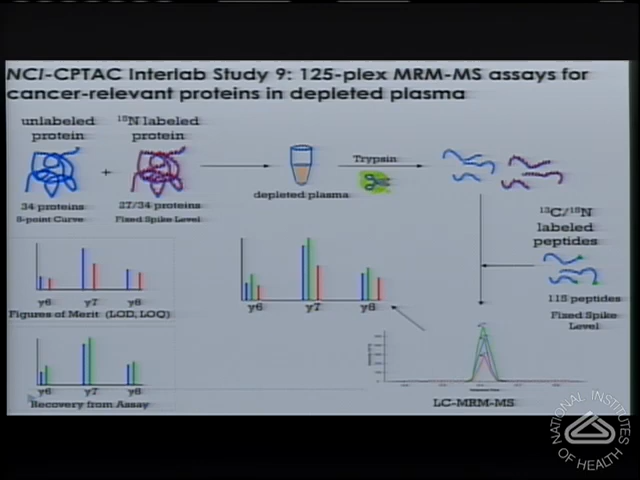 NCI-CPTAC Interlab Study 9: 125-plex MRM-MS assays for
cancer-relevant proteins in depleted plasma
unlabeled
protein
15N labeled
protein
+
34 proteins
8-point Curve
27/34 proteins
Fixed Spike Level
depleted plasma
Trypsin
13C/15N
labeled
peptides
115 peptides
Fixed Spike
Level
y6 y7 y8
Figures of Merit (LOD, LOQ)
y6 y7 y8
y6 y7 y8
Recovery from Assay
LC-MRM-MS
NATIONAL INSTITUTES
OF HEALTH